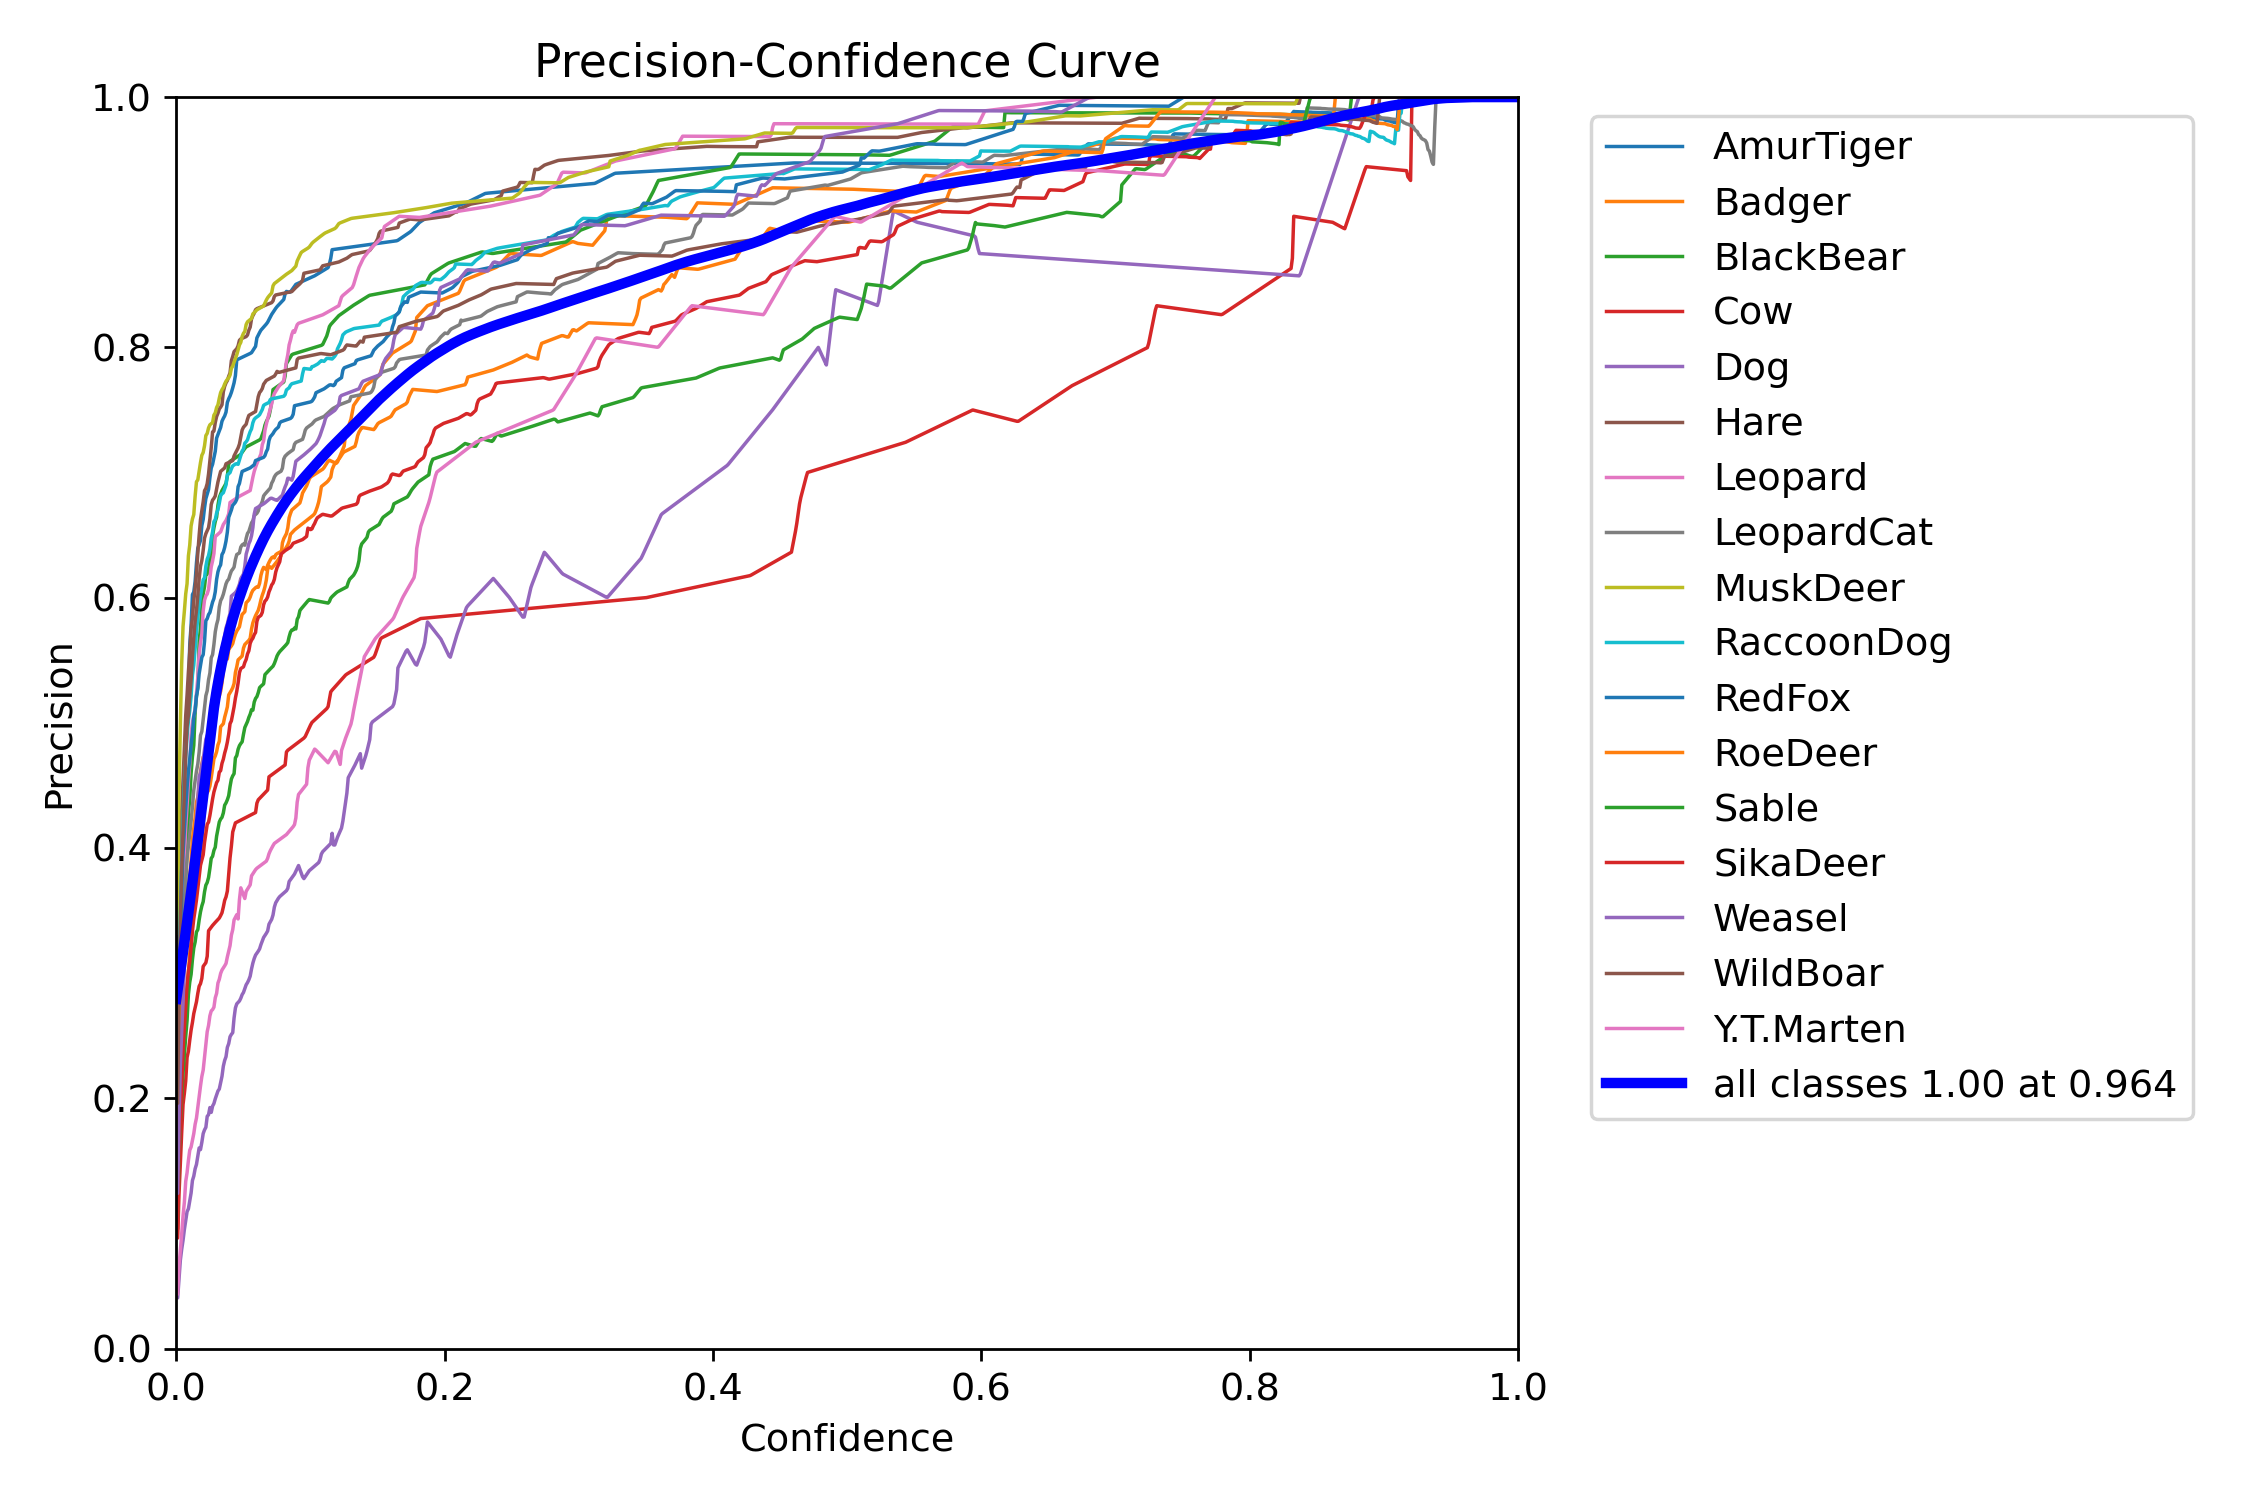 Precision-Confidence Curve
1.0
0.8
0.6
0.4
0.2
0.0
Precision
0.0 0.2 0.4 0.6 0.8 1.0
Confidence
AmurTiger
Badger
BlackBear
Cow
Dog
Hare
Leopard
LeopardCat
MuskDeer
RaccoonDog
RedFox
RoeDeer
Sable
SikaDeer
Weasel
WildBoar
Y.T.Marten
all classes 1.00 at 0.964